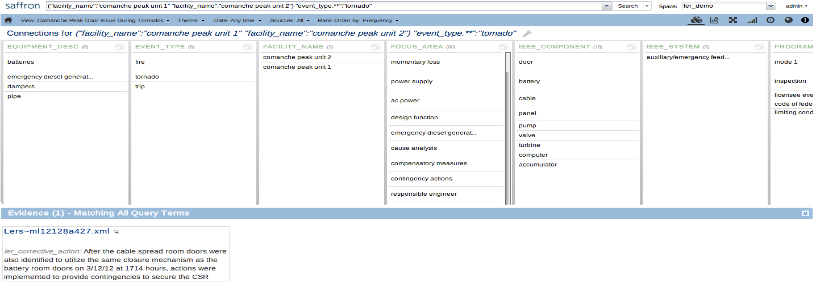 saffron ("facility_name":"comanche peak unit 1" "facility_name":"comanche peak unit 2") "event_type.**":"tornado" Search Space: ler_demo admin
View: Comanche Peak Door Issue During Tornados Theme: Date: Any time Sources: All Rank Order by: Frequency
Connections for ("facility_name":"comanche peak unit 1" "facility_name":"comanche peak unit 2") "event_type.**":"tornado"
EQUIPMENT_DESC
batteries
emergency diesel generat...
dampers
pipe
EVENT_TYPE
fire
tornado
trip
FACILITY_NAME (2)
comanche peak unit 2
comanche peak unit 1
FOCUS_AREA
momentary loss
power supply
ac power
design function
emergency diesel generat...
cause analysis
compensatory measures
contingency actions
responsible engineer
IEEE_COMPONENT
door
battery
cable
panel
pump
valve
turbine
computer
accumulator
IEEE_SYSTEM
auxiliary/emergency feed...
PROGRAM
mode 1
inspection
licensee eve
code of fede
limiting cond
Evidence (1) - Matching All Query Terms
Lers~ml12128a427.xml
ler_corrective_action: After the cable spread room doors were
also identified to utilize the same closure mechanism as the
battery room doors on 3/12/12 at 1714 hours, actions were
implemented to provide contingencies to secure the CSR